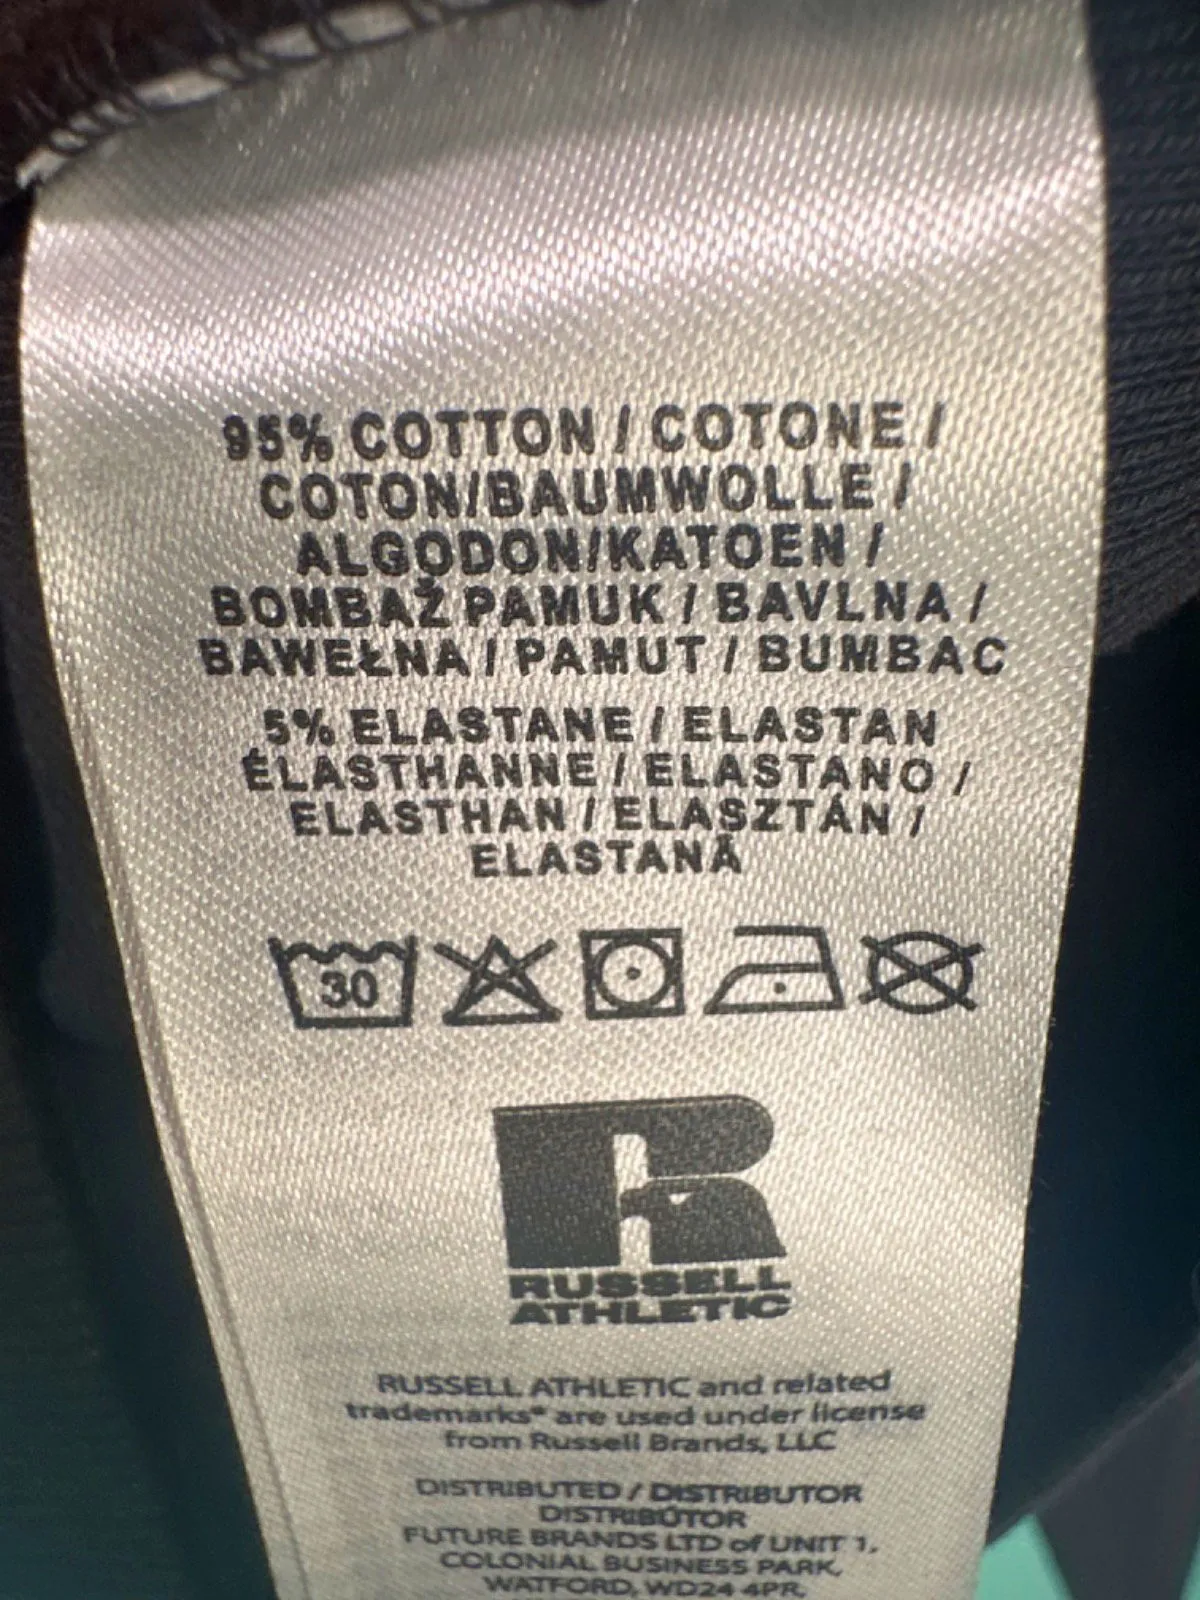 95% COTTON / COTONE /
COTON/BAUMWOLLE /
ALGODON/KATOEN /
BOMBAŽ PAMUK / BAVLNA /
BAWEŁNA / PAMUT / BUMBAC
5% ELASTANE / ELASTAN
ÉLASTHANNE / ELASTANO /
ELASTHAN / ELASZTÁN /
ELASTANĂ
30
R
RUSSELL
ATHLETIC
RUSSELL ATHLETIC and related
trademarks® are used under license
from Russell Brands, LLC
DISTRIBUTED / DISTRIBUTOR
DISTRIBÚTOR
FUTURE BRANDS LTD of UNIT 1,
COLONIAL BUSINESS PARK,
WATFORD, WD24 4PR,